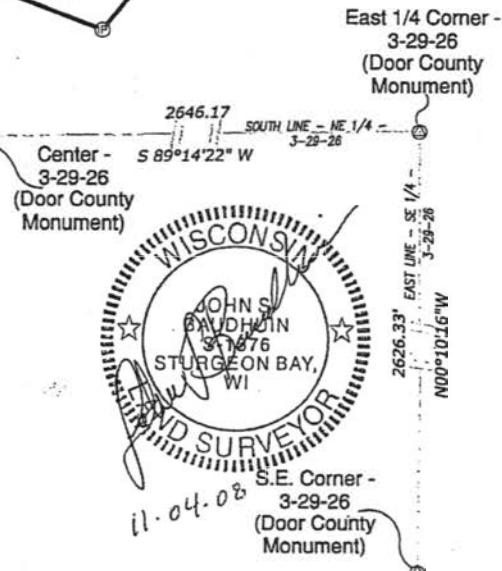 East 1/4 Corner -
3-29-26
(Door County
Monument)
2646.17
SOUTH LINE - NE 1/4 -
3-29-26
S 89°14'22" W
Center -
3-29-26
(Door County
Monument)
EAST LINE - SE 1/4 -
3-29-26
2626.33'
N00°10'16"W
WISCONSIN
JOHN S.
BAUDHUIN
S-1376
STURGEON BAY,
WI
LAND SURVEYOR
11-04-08
S.E. Corner -
3-29-26
(Door County
Monument)
IP